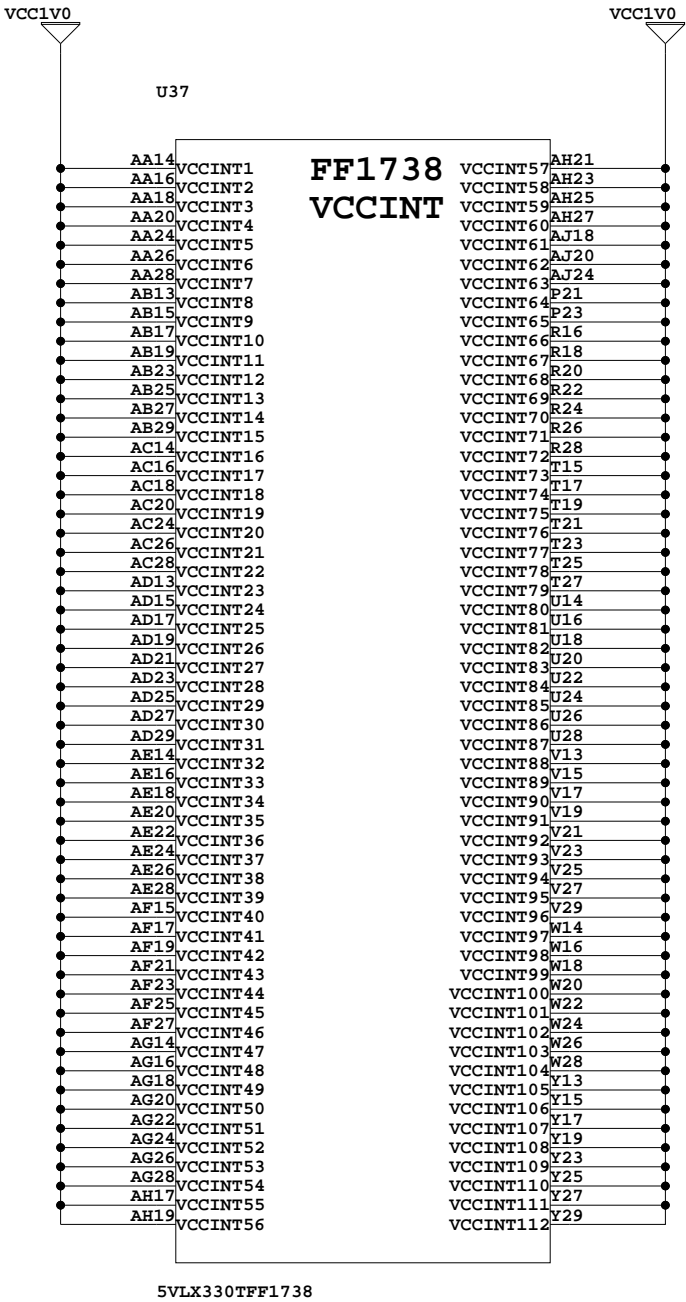 VCC1V0 VCC1V0
U37
FF1738
VCCINT
AA14 VCCINT1 VCCINT57 AH21
AA16 VCCINT2 VCCINT58 AH23
AA18 VCCINT3 VCCINT59 AH25
AA20 VCCINT4 VCCINT60 AH27
AA24 VCCINT5 VCCINT61 AJ18
AA26 VCCINT6 VCCINT62 AJ20
AA28 VCCINT7 VCCINT63 AJ24
AB13 VCCINT8 VCCINT64 P21
AB15 VCCINT9 VCCINT65 P23
AB17 VCCINT10 VCCINT66 R16
AB19 VCCINT11 VCCINT67 R18
AB23 VCCINT12 VCCINT68 R20
AB25 VCCINT13 VCCINT69 R22
AB27 VCCINT14 VCCINT70 R24
AB29 VCCINT15 VCCINT71 R26
AC14 VCCINT16 VCCINT72 R28
AC16 VCCINT17 VCCINT73 T15
AC18 VCCINT18 VCCINT74 T17
AC20 VCCINT19 VCCINT75 T19
AC24 VCCINT20 VCCINT76 T21
AC26 VCCINT21 VCCINT77 T23
AC28 VCCINT22 VCCINT78 T25
AD13 VCCINT23 VCCINT79 T27
AD15 VCCINT24 VCCINT80 U14
AD17 VCCINT25 VCCINT81 U16
AD19 VCCINT26 VCCINT82 U18
AD21 VCCINT27 VCCINT83 U20
AD23 VCCINT28 VCCINT84 U22
AD25 VCCINT29 VCCINT85 U24
AD27 VCCINT30 VCCINT86 U26
AD29 VCCINT31 VCCINT87 U28
AE14 VCCINT32 VCCINT88 V13
AE16 VCCINT33 VCCINT89 V15
AE18 VCCINT34 VCCINT90 V17
AE20 VCCINT35 VCCINT91 V19
AE22 VCCINT36 VCCINT92 V21
AE24 VCCINT37 VCCINT93 V23
AE26 VCCINT38 VCCINT94 V25
AE28 VCCINT39 VCCINT95 V27
AF15 VCCINT40 VCCINT96 V29
AF17 VCCINT41 VCCINT97 W14
AF19 VCCINT42 VCCINT98 W16
AF21 VCCINT43 VCCINT99 W18
AF23 VCCINT44 VCCINT100 W20
AF25 VCCINT45 VCCINT101 W22
AF27 VCCINT46 VCCINT102 W24
AG14 VCCINT47 VCCINT103 W26
AG16 VCCINT48 VCCINT104 W28
AG18 VCCINT49 VCCINT105 Y13
AG20 VCCINT50 VCCINT106 Y15
AG22 VCCINT51 VCCINT107 Y17
AG24 VCCINT52 VCCINT108 Y19
AG26 VCCINT53 VCCINT109 Y23
AG28 VCCINT54 VCCINT110 Y25
AH17 VCCINT55 VCCINT111 Y27
AH19 VCCINT56 VCCINT112 Y29
5VLX330TFF1738